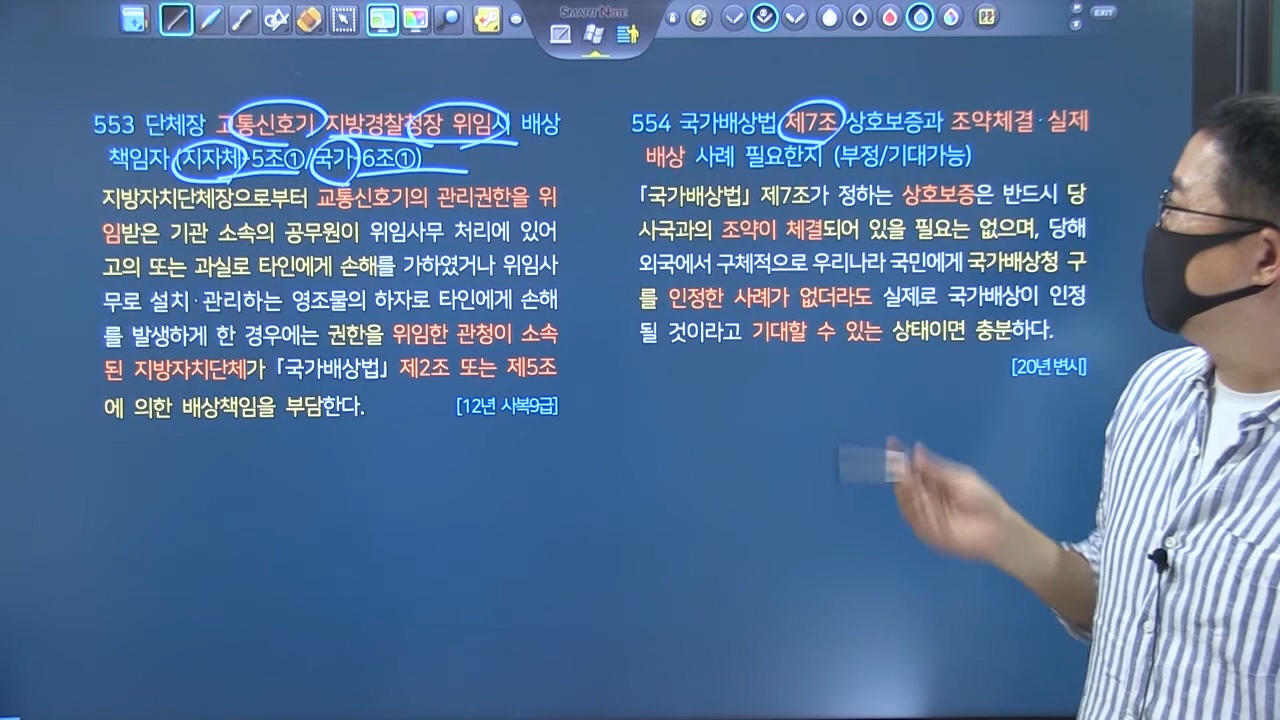 SMART NOTE
EXIT
553 단체장 교통신호기 지방경찰청장 위임시 배상
책임자 (지자체-5조①/국가-6조①)
지방자치단체장으로부터 교통신호기의 관리권한을 위
임받은 기관 소속의 공무원이 위임사무 처리에 있어
고의 또는 과실로 타인에게 손해를 가하였거나 위임사
무로 설치·관리하는 영조물의 하자로 타인에게 손해
를 발생하게 한 경우에는 권한을 위임한 관청이 소속
된 지방자치단체가 「국가배상법」 제2조 또는 제5조
에 의한 배상책임을 부담한다. [12년 사복9급]
554 국가배상법 제7조 상호보증과 조약체결·실제
배상 사례 필요한지 (부정/기대가능)
「국가배상법」 제7조가 정하는 상호보증은 반드시 당
사국과의 조약이 체결되어 있을 필요는 없으며, 당해
외국에서 구체적으로 우리나라 국민에게 국가배상청 구
를 인정한 사례가 없더라도 실제로 국가배상이 인정
될 것이라고 기대할 수 있는 상태이면 충분하다.
[20년 변시]